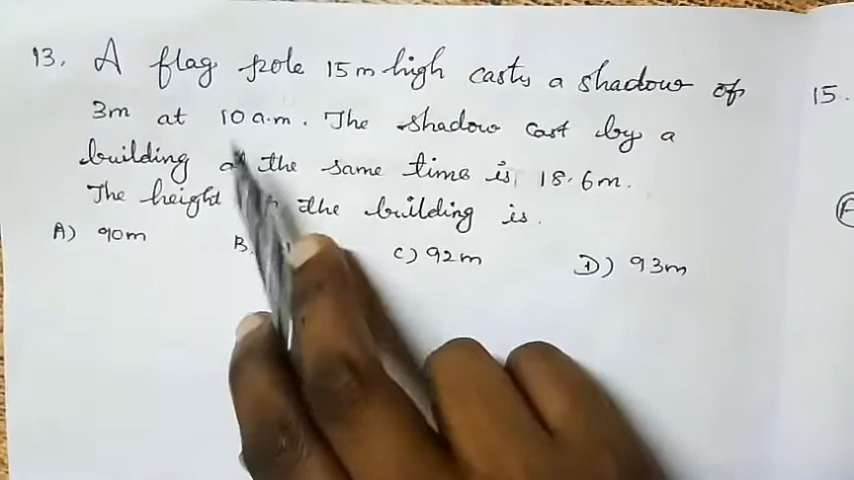 13. A flag pole 15m high casts a shadow of
3m at 10 a.m. The shadow cast by a
building at the same time is 18.6m.
The height the building is.
A) 90m B. C) 92m D) 93m
15.